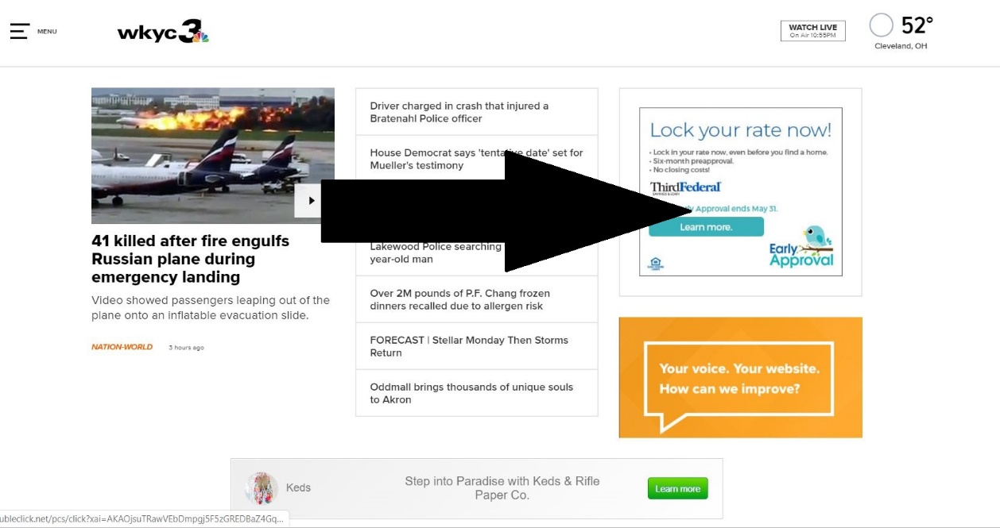 MENU
wkyc 3
WATCH LIVE
On Air 10:55PM
52°
Cleveland, OH
41 killed after fire engulfs
Russian plane during
emergency landing
Video showed passengers leaping out of the
plane onto an inflatable evacuation slide.
NATION-WORLD 3 hours ago
Driver charged in crash that injured a
Bratenahl Police officer
House Democrat says 'tentative date' set for
Mueller's testimony
Lakewood Police searching
year-old man
Over 2M pounds of P.F. Chang frozen
dinners recalled due to allergen risk
FORECAST | Stellar Monday Then Storms
Return
Oddmall brings thousands of unique souls
to Akron
Lock your rate now!
• Lock in your rate now, even before you find a home.
• Six-month preapproval.
• No closing costs!
ThirdFederal
SAVINGS & LOAN
Approval ends May 31.
Learn more.
Early
Approval
Your voice. Your website.
How can we improve?
Keds
Step into Paradise with Keds & Rifle
Paper Co.
Learn more
ubleclick.net/pcs/click?xai=AKAOjsuTRawVEbDmpgj5F5zGREDBaZ4Gq...